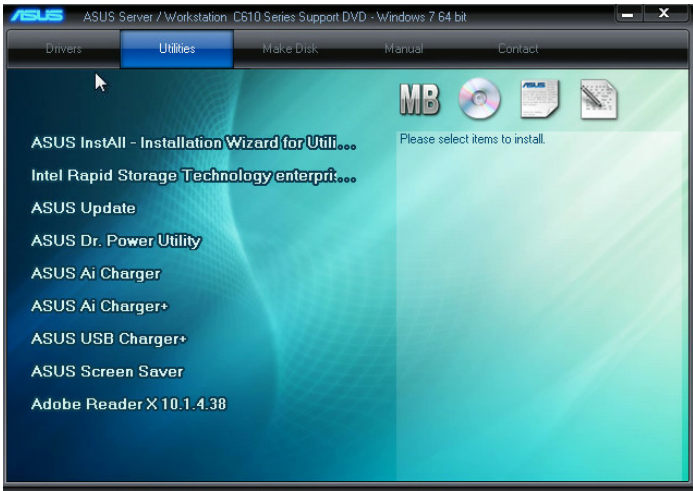 ASUS ASUS Server / Workstation C610 Series Support DVD - Windows 7 64 bit
Drivers Utilities Make Disk Manual Contact
MB
ASUS
Please select items to install.
ASUS InstAll - Installation Wizard for Utili...
Intel Rapid Storage Technology enterpri:...
ASUS Update
ASUS Dr. Power Utility
ASUS Ai Charger
ASUS Ai Charger+
ASUS USB Charger+
ASUS Screen Saver
Adobe Reader X 10.1.4.38